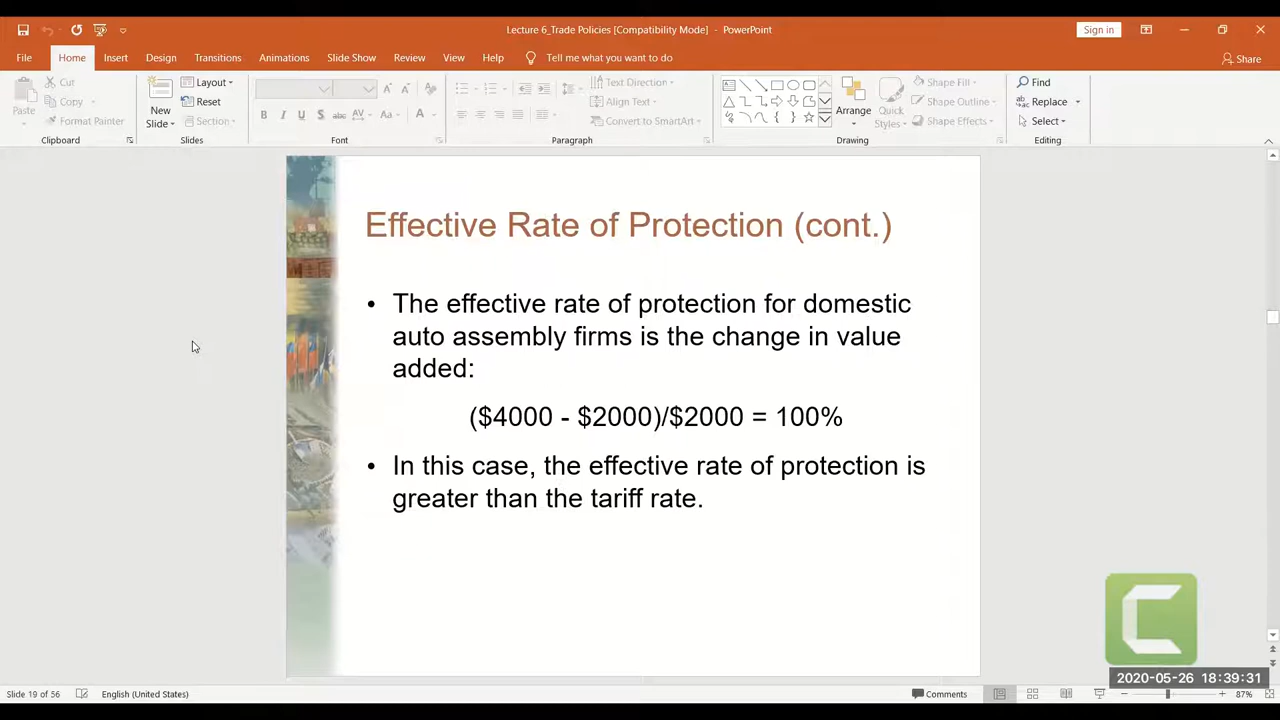 Lecture 6_Trade Policies [Compatibility Mode] - PowerPoint
Sign in
File Home Insert Design Transitions Animations Slide Show Review View Help Tell me what you want to do
Share
Paste
Cut
Copy
Format Painter
Clipboard
New
Slide
Layout
Reset
Section
Slides
B I U S AV Aa A
Font
Text Direction
Align Text
Convert to SmartArt
Paragraph
Arrange
Quick
Styles
Shape Fill
Shape Outline
Shape Effects
Drawing
Find
Replace
Select
Editing
Effective Rate of Protection (cont.)
• The effective rate of protection for domestic
auto assembly firms is the change in value
added:
($4000 - $2000)/$2000 = 100%
• In this case, the effective rate of protection is
greater than the tariff rate.
C
2020-05-26 18:39:31
Slide 19 of 56
English (United States)
Comments
87%